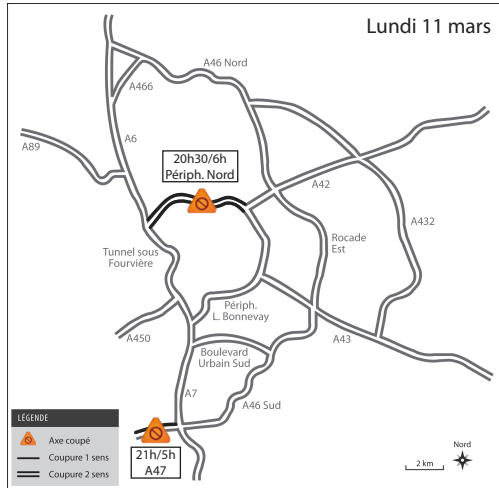 Lundi 11 mars
A46 Nord
A466
A6
A89
20h30/6h
Périph. Nord
A42
A432
Rocade
Est
Tunnel sous
Fourvière
Périph.
L. Bonnevay
A450
A43
Boulevard
Urbain Sud
A7
A46 Sud
LÉGENDE
Axe coupé
Coupure 1 sens
Coupure 2 sens
21h/5h
A47
2 km
Nord